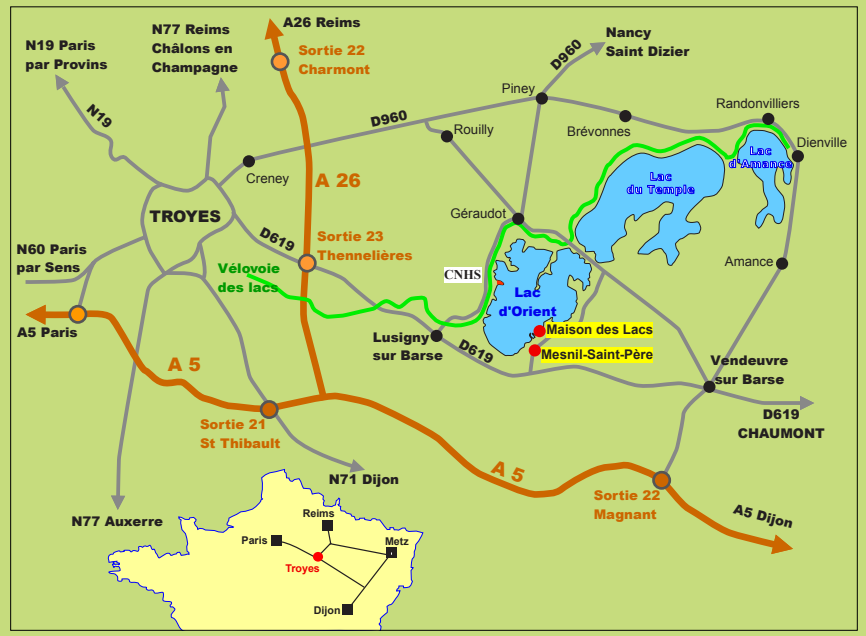 A26 Reims
N77 Reims
Châlons en
Champagne
N19 Paris
par Provins
Sortie 22
Charmont
Nancy
Saint Dizier
D960
Piney
N19
D960
Rouilly
Brévonnes
Randonvilliers
Dienville
Lac
d'Amance
Creney
A 26
Lac
du Temple
TROYES
Géraudot
D619
Sortie 23
Thennelières
N60 Paris
par Sens
Vélovoie
des lacs
CNHS
Amance
Lac
d'Orient
A5 Paris
Maison des Lacs
Lusigny
sur Barse
D619
Mesnil-Saint-Père
A 5
Vendeuvre
sur Barse
D619
CHAUMONT
Sortie 21
St Thibault
A 5
N71 Dijon
Sortie 22
Magnant
A5 Dijon
N77 Auxerre
Reims
Paris
Metz
Troyes
Dijon